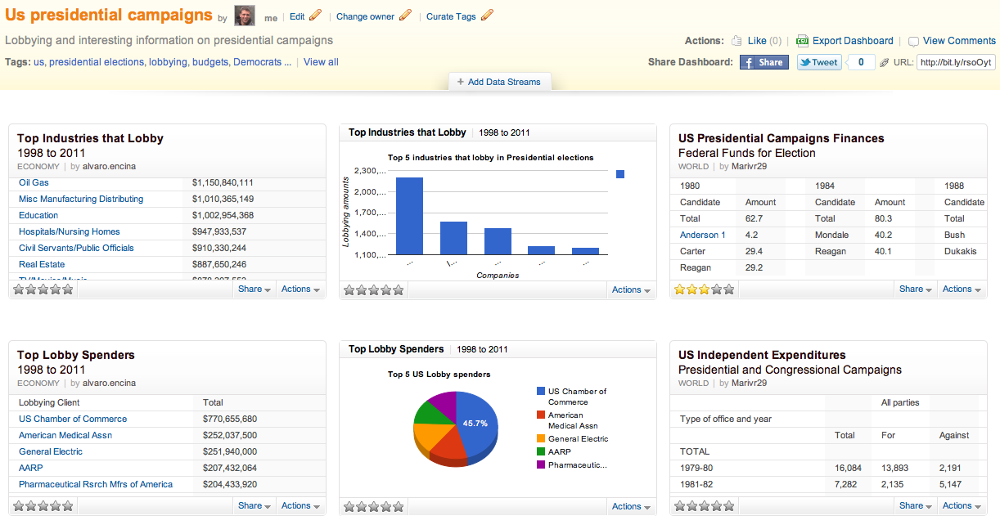 Us presidential campaigns by me | Edit | Change owner | Curate Tags
Lobbying and interesting information on presidential campaigns
Actions: Like (0) | Export Dashboard | View Comments
Tags: us, presidential elections, lobbying, budgets, Democrats ... | View all
Share Dashboard: f Share Tweet 0 URL: http://bit.ly/rsoOyt
+ Add Data Streams
Top Industries that Lobby
1998 to 2011
ECONOMY | by alvaro.encina
Oil Gas $1,150,840,111
Misc Manufacturing Distributing $1,010,365,149
Education $1,002,954,368
Hospitals/Nursing Homes $947,933,537
Civil Servants/Public Officials $910,330,244
Real Estate $887,650,246
Share Actions
Top Industries that Lobby | 1998 to 2011
Top 5 industries that lobby in Presidential elections
Lobbying amounts
2,300,...
2,000,...
1,700,...
1,400,...
1,100,...
Companies
Actions
US Presidential Campaigns Finances
Federal Funds for Election
WORLD | by Marivr29
1980 1984 1988
Candidate Amount Candidate Amount Candidate
Total 62.7 Total 80.3 Total
Anderson 1 4.2 Mondale 40.2 Bush
Carter 29.4 Reagan 40.1 Dukakis
Reagan 29.2
Share Actions
Top Lobby Spenders
1998 to 2011
ECONOMY | by alvaro.encina
Lobbying Client Total
US Chamber of Commerce $770,655,680
American Medical Assn $252,037,500
General Electric $251,940,000
AARP $207,432,064
Pharmaceutical Rsrch Mfrs of America $204,433,920
Share Actions
Top Lobby Spenders | 1998 to 2011
Top 5 US Lobby spenders
45.7%
US Chamber of
Commerce
American
Medical Assn
General Electric
AARP
Pharmaceutic...
Actions
US Independent Expenditures
Presidential and Congressional Campaigns
WORLD | by Marivr29
All parties
Type of office and year
Total For Against
TOTAL
1979-80 16,084 13,893 2,191
1981-82 7,282 2,135 5,147
Share Actions